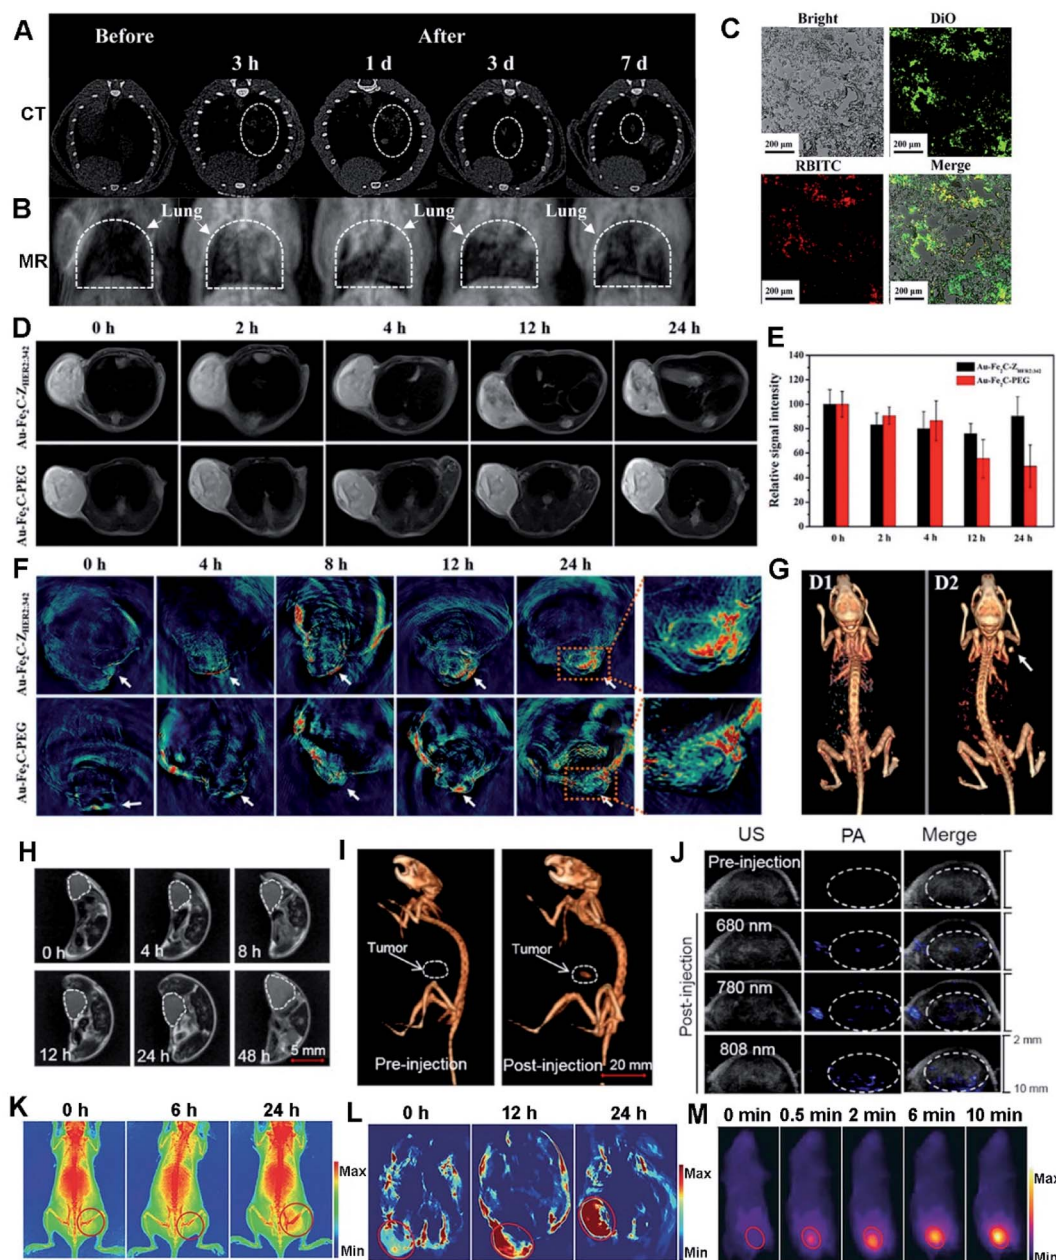 A
Before
After
3 h
1 d
3 d
7 d
CT
B
Lung
Lung
Lung
MR
C
Bright
DiO
200 μm
200 μm
RBITC
Merge
200 μm
200 μm
D
0 h
2 h
4 h
12 h
24 h
Au-Fe₂C-Z_HER2:342
Au-Fe₂C-PEG
E
Relative signal intensity
140
120
100
80
60
40
20
0
Au-Fe₂C-Z_HER2:342
Au-Fe₂C-PEG
0 h
2 h
4 h
12 h
24 h
F
0 h
4 h
8 h
12 h
24 h
Au-Fe₂C-Z_HER2:342
Au-Fe₂C-PEG
G
D1
D2
H
0 h
4 h
8 h
12 h
24 h
48 h
5 mm
I
Tumor
Tumor
Pre-injection
Post-injection
20 mm
J
US
PA
Merge
Pre-injection
Post-injection
680 nm
780 nm
808 nm
2 mm
10 mm
K
0 h
6 h
24 h
Max
Min
L
0 h
12 h
24 h
Max
Min
M
0 min
0.5 min
2 min
6 min
10 min
Max
Min